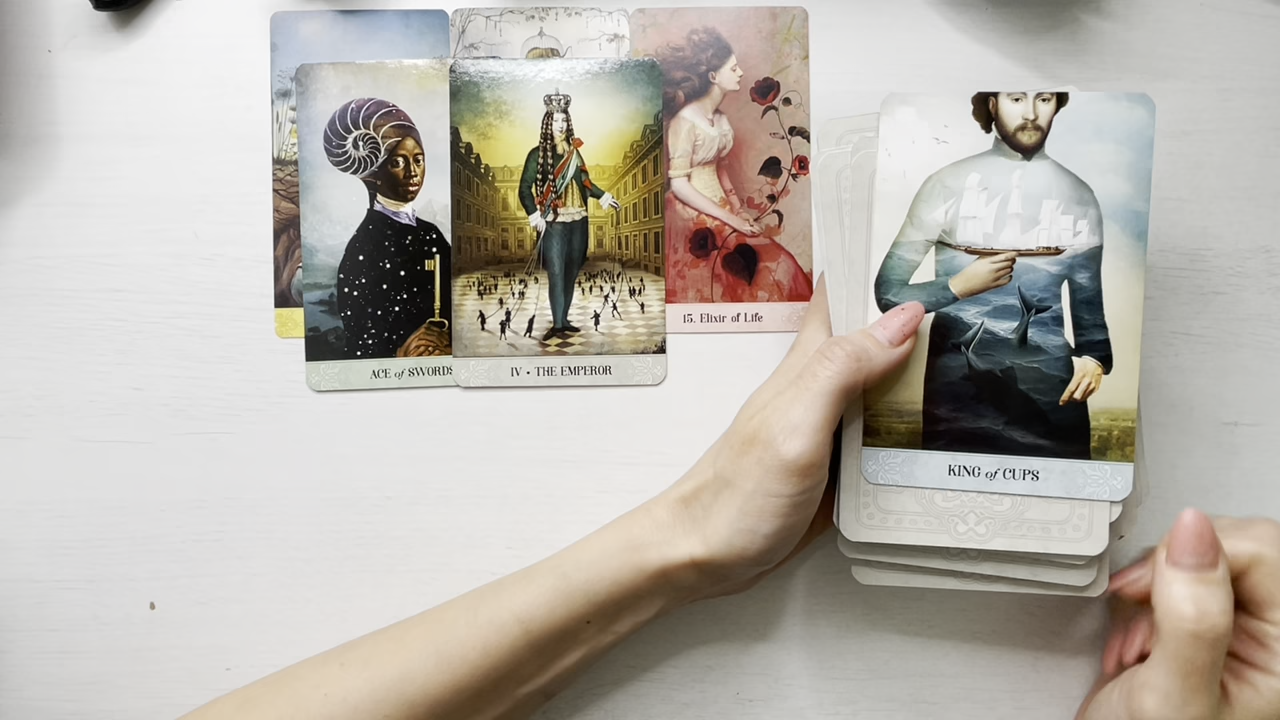 15. Elixir of Life
ACE of SWORDS
IV • THE EMPEROR
KING of CUPS